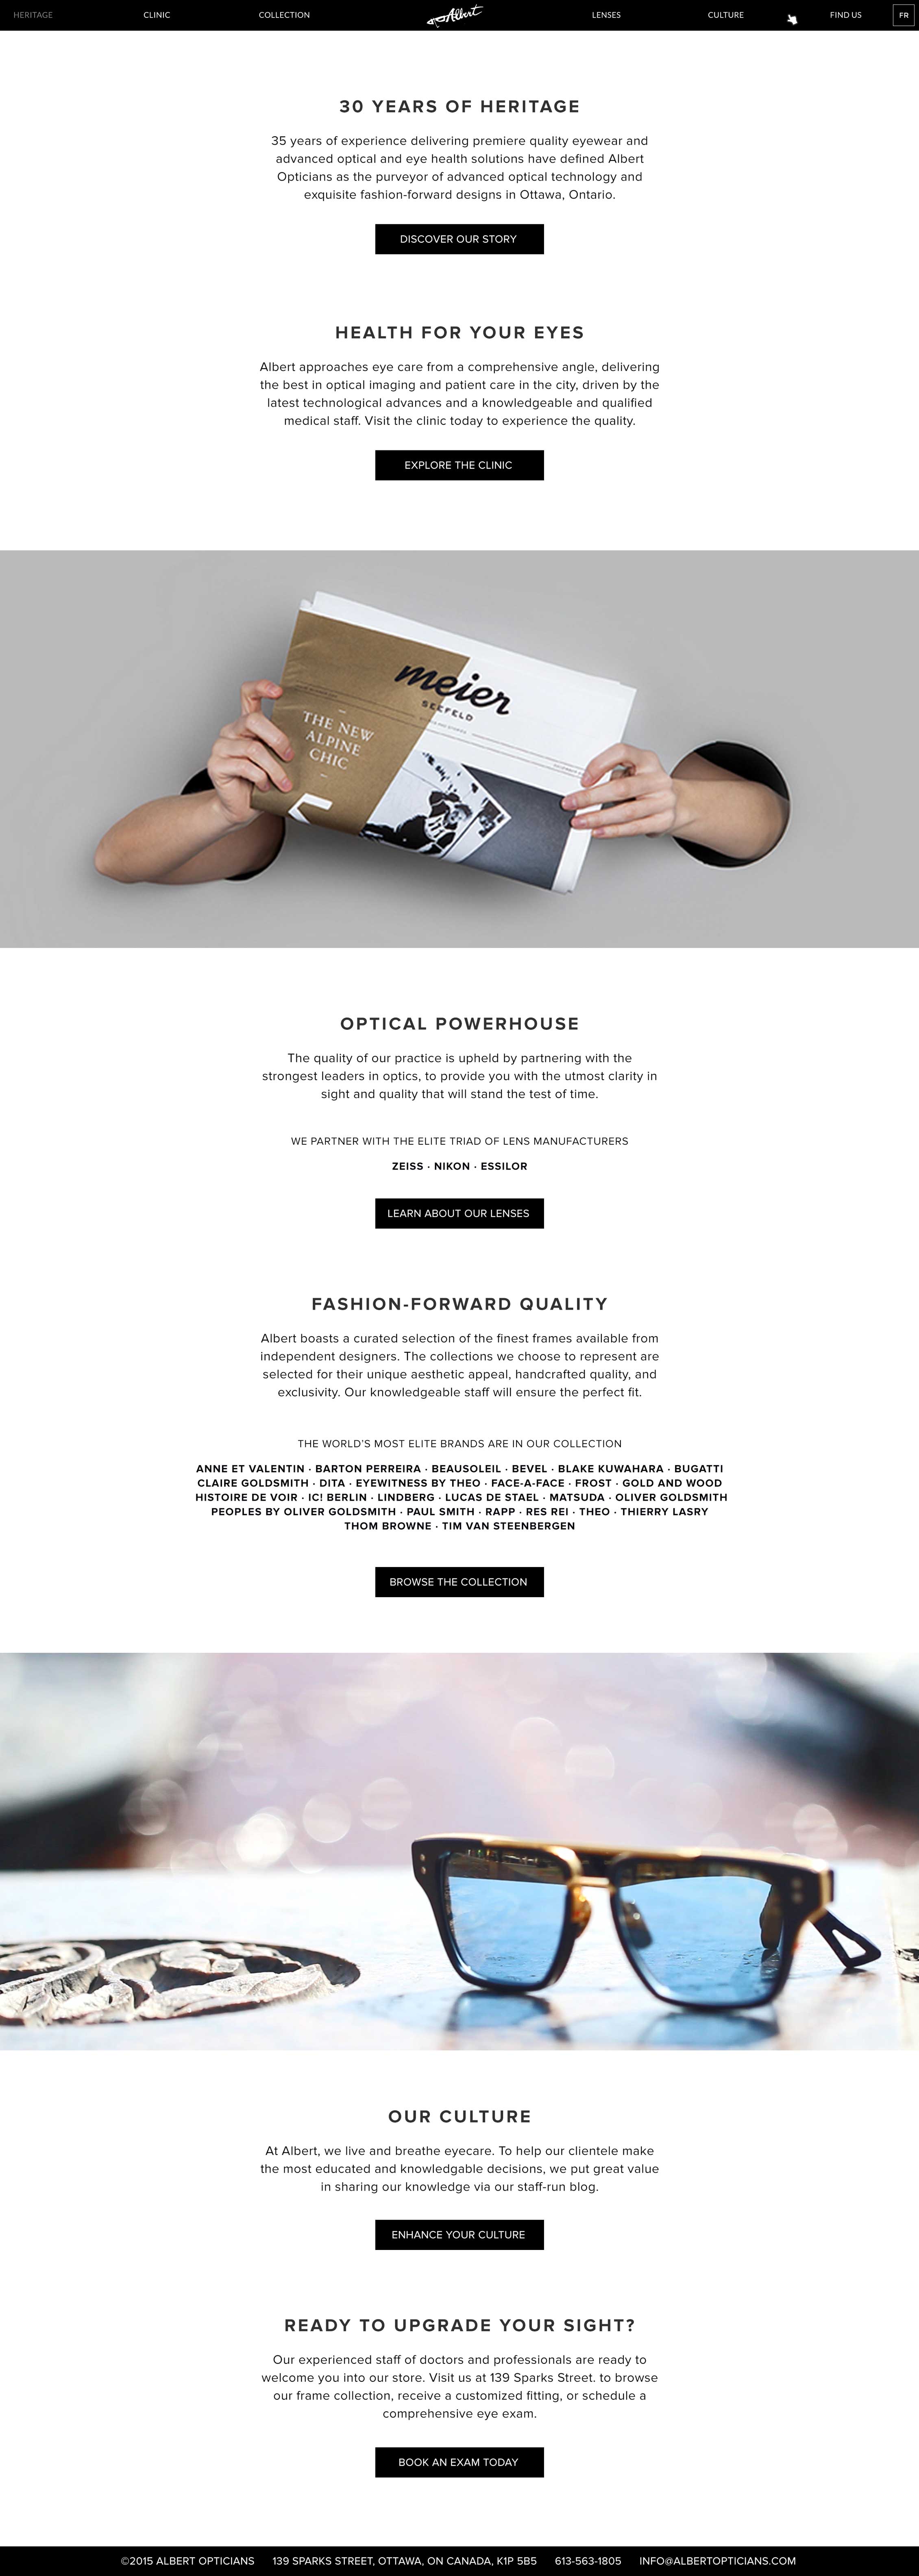 HERITAGE CLINIC COLLECTION Albert LENSES CULTURE FIND US FR
30 YEARS OF HERITAGE
35 years of experience delivering premiere quality eyewear and
advanced optical and eye health solutions have defined Albert
Opticians as the purveyor of advanced optical technology and
exquisite fashion-forward designs in Ottawa, Ontario.
DISCOVER OUR STORY
HEALTH FOR YOUR EYES
Albert approaches eye care from a comprehensive angle, delivering
the best in optical imaging and patient care in the city, driven by the
latest technological advances and a knowledgeable and qualified
medical staff. Visit the clinic today to experience the quality.
EXPLORE THE CLINIC
meier
SEEFELD
THE NEW
ALPINE
CHIC
OPTICAL POWERHOUSE
The quality of our practice is upheld by partnering with the
strongest leaders in optics, to provide you with the utmost clarity in
sight and quality that will stand the test of time.
WE PARTNER WITH THE ELITE TRIAD OF LENS MANUFACTURERS
ZEISS · NIKON · ESSILOR
LEARN ABOUT OUR LENSES
FASHION-FORWARD QUALITY
Albert boasts a curated selection of the finest frames available from
independent designers. The collections we choose to represent are
selected for their unique aesthetic appeal, handcrafted quality, and
exclusivity. Our knowledgeable staff will ensure the perfect fit.
THE WORLD'S MOST ELITE BRANDS ARE IN OUR COLLECTION
ANNE ET VALENTIN · BARTON PERREIRA · BEAUSOLEIL · BEVEL · BLAKE KUWAHARA · BUGATTI
CLAIRE GOLDSMITH · DITA · EYEWITNESS BY THEO · FACE-A-FACE · FROST · GOLD AND WOOD
HISTOIRE DE VOIR · IC! BERLIN · LINDBERG · LUCAS DE STAEL · MATSUDA · OLIVER GOLDSMITH
PEOPLES BY OLIVER GOLDSMITH · PAUL SMITH · RAPP · RES REI · THEO · THIERRY LASRY
THOM BROWNE · TIM VAN STEENBERGEN
BROWSE THE COLLECTION
OUR CULTURE
At Albert, we live and breathe eyecare. To help our clientele make
the most educated and knowledgable decisions, we put great value
in sharing our knowledge via our staff-run blog.
ENHANCE YOUR CULTURE
READY TO UPGRADE YOUR SIGHT?
Our experienced staff of doctors and professionals are ready to
welcome you into our store. Visit us at 139 Sparks Street. to browse
our frame collection, receive a customized fitting, or schedule a
comprehensive eye exam.
BOOK AN EXAM TODAY
©2015 ALBERT OPTICIANS 139 SPARKS STREET, OTTAWA, ON CANADA, K1P 5B5 613-563-1805 INFO@ALBERTOPTICIANS.COM